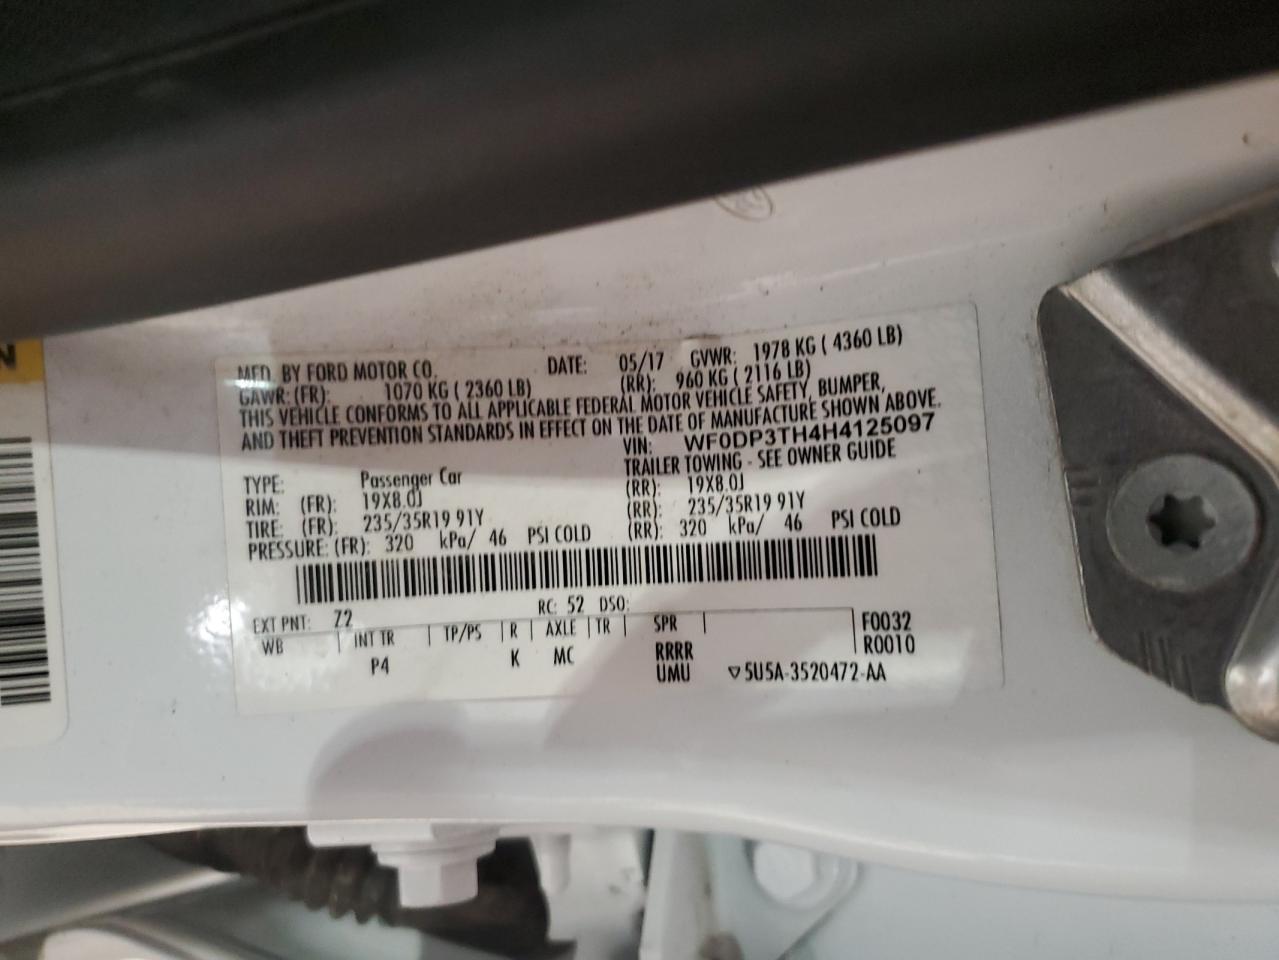 N
MFD. BY FORD MOTOR CO. DATE: 05/17 GVWR: 1978 KG ( 4360 LB)
GAWR: (FR): 1070 KG ( 2360 LB) (RR): 960 KG ( 2116 LB)
THIS VEHICLE CONFORMS TO ALL APPLICABLE FEDERAL MOTOR VEHICLE SAFETY, BUMPER,
AND THEFT PREVENTION STANDARDS IN EFFECT ON THE DATE OF MANUFACTURE SHOWN ABOVE.
VIN: WF0DP3TH4H4125097
TYPE: Passenger Car TRAILER TOWING - SEE OWNER GUIDE
RIM: (FR): 19X8.0J (RR): 19X8.0J
TIRE: (FR): 235/35R19 91Y (RR): 235/35R19 91Y
PRESSURE: (FR): 320 kPa/ 46 PSI COLD (RR): 320 kPa/ 46 PSI COLD
EXT PNT: Z2 RC: 52 DSO:
WB INT TR TP/PS R AXLE TR SPR F0032
P4 K MC RRRR R0010
UMU ▽5U5A-3520472-AA